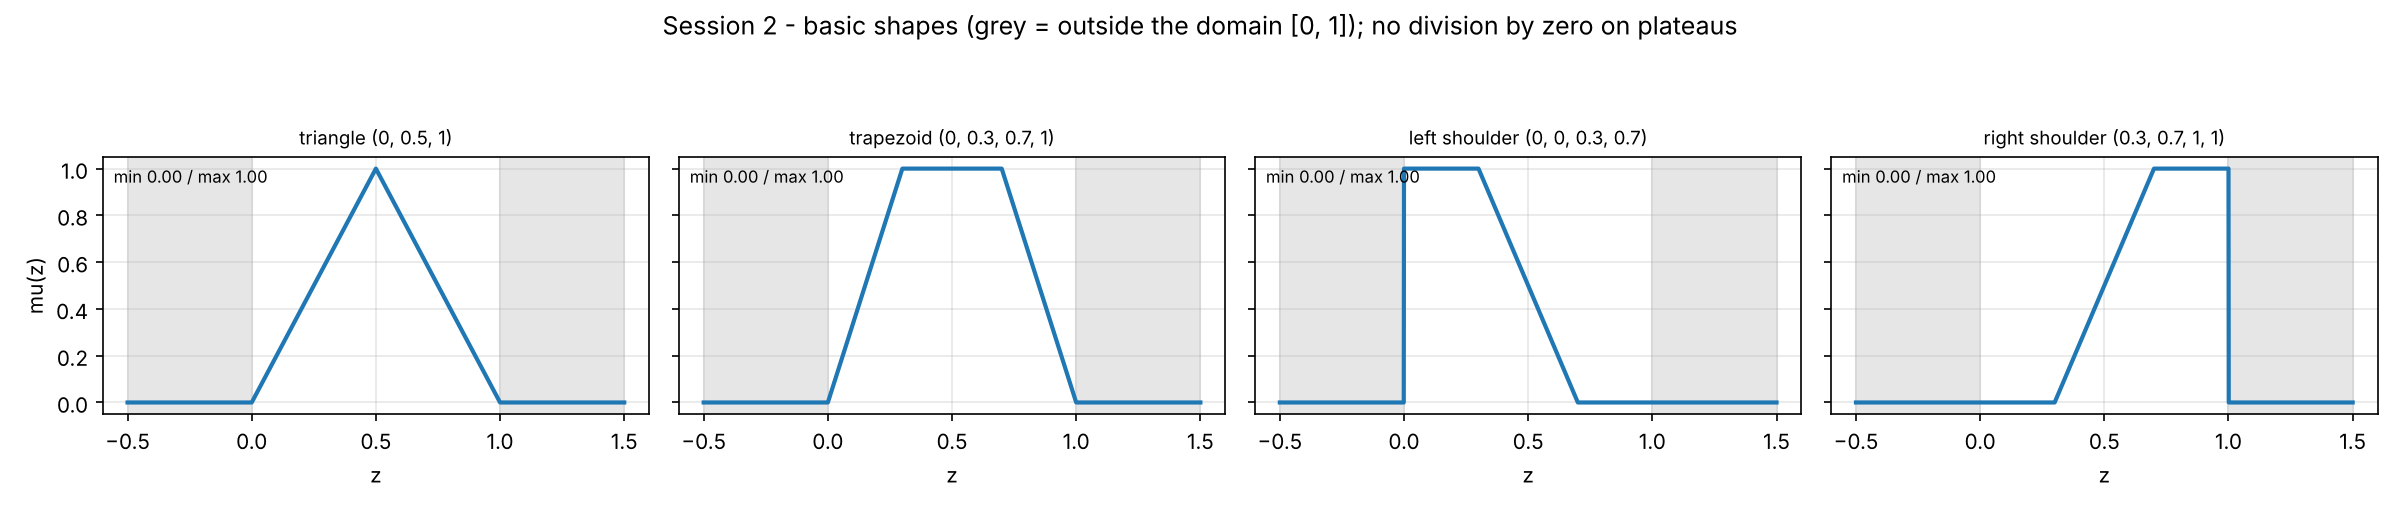 Session 2 - basic shapes (grey = outside the domain [0, 1]); no division by zero on plateaus
triangle (0, 0.5, 1)
min 0.00 / max 1.00
mu(z)
1.0
0.8
0.6
0.4
0.2
0.0
−0.5 0.0 0.5 1.0 1.5
z
trapezoid (0, 0.3, 0.7, 1)
min 0.00 / max 1.00
−0.5 0.0 0.5 1.0 1.5
z
left shoulder (0, 0, 0.3, 0.7)
min 0.00 / max 1.00
−0.5 0.0 0.5 1.0 1.5
z
right shoulder (0.3, 0.7, 1, 1)
min 0.00 / max 1.00
−0.5 0.0 0.5 1.0 1.5
z